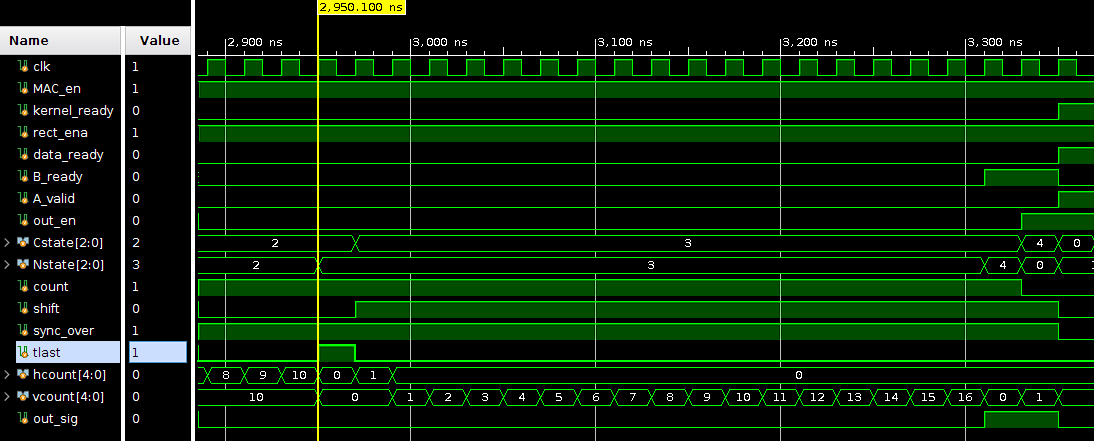 2,950.100 ns
Name Value
2,900 ns 3,000 ns 3,100 ns 3,200 ns 3,300 ns
clk 1
MAC_en 1
kernel_ready 0
rect_ena 1
data_ready 0
B_ready 0
A_valid 0
out_en 0
Cstate[2:0] 2 2 3 4 0
Nstate[2:0] 3 2 3 4 0 1
count 1
shift 0
sync_over 1
tlast 1
hcount[4:0] 0 8 9 10 0 1 0
vcount[4:0] 0 10 0 1 2 3 4 5 6 7 8 9 10 11 12 13 14 15 16 0 1
out_sig 0